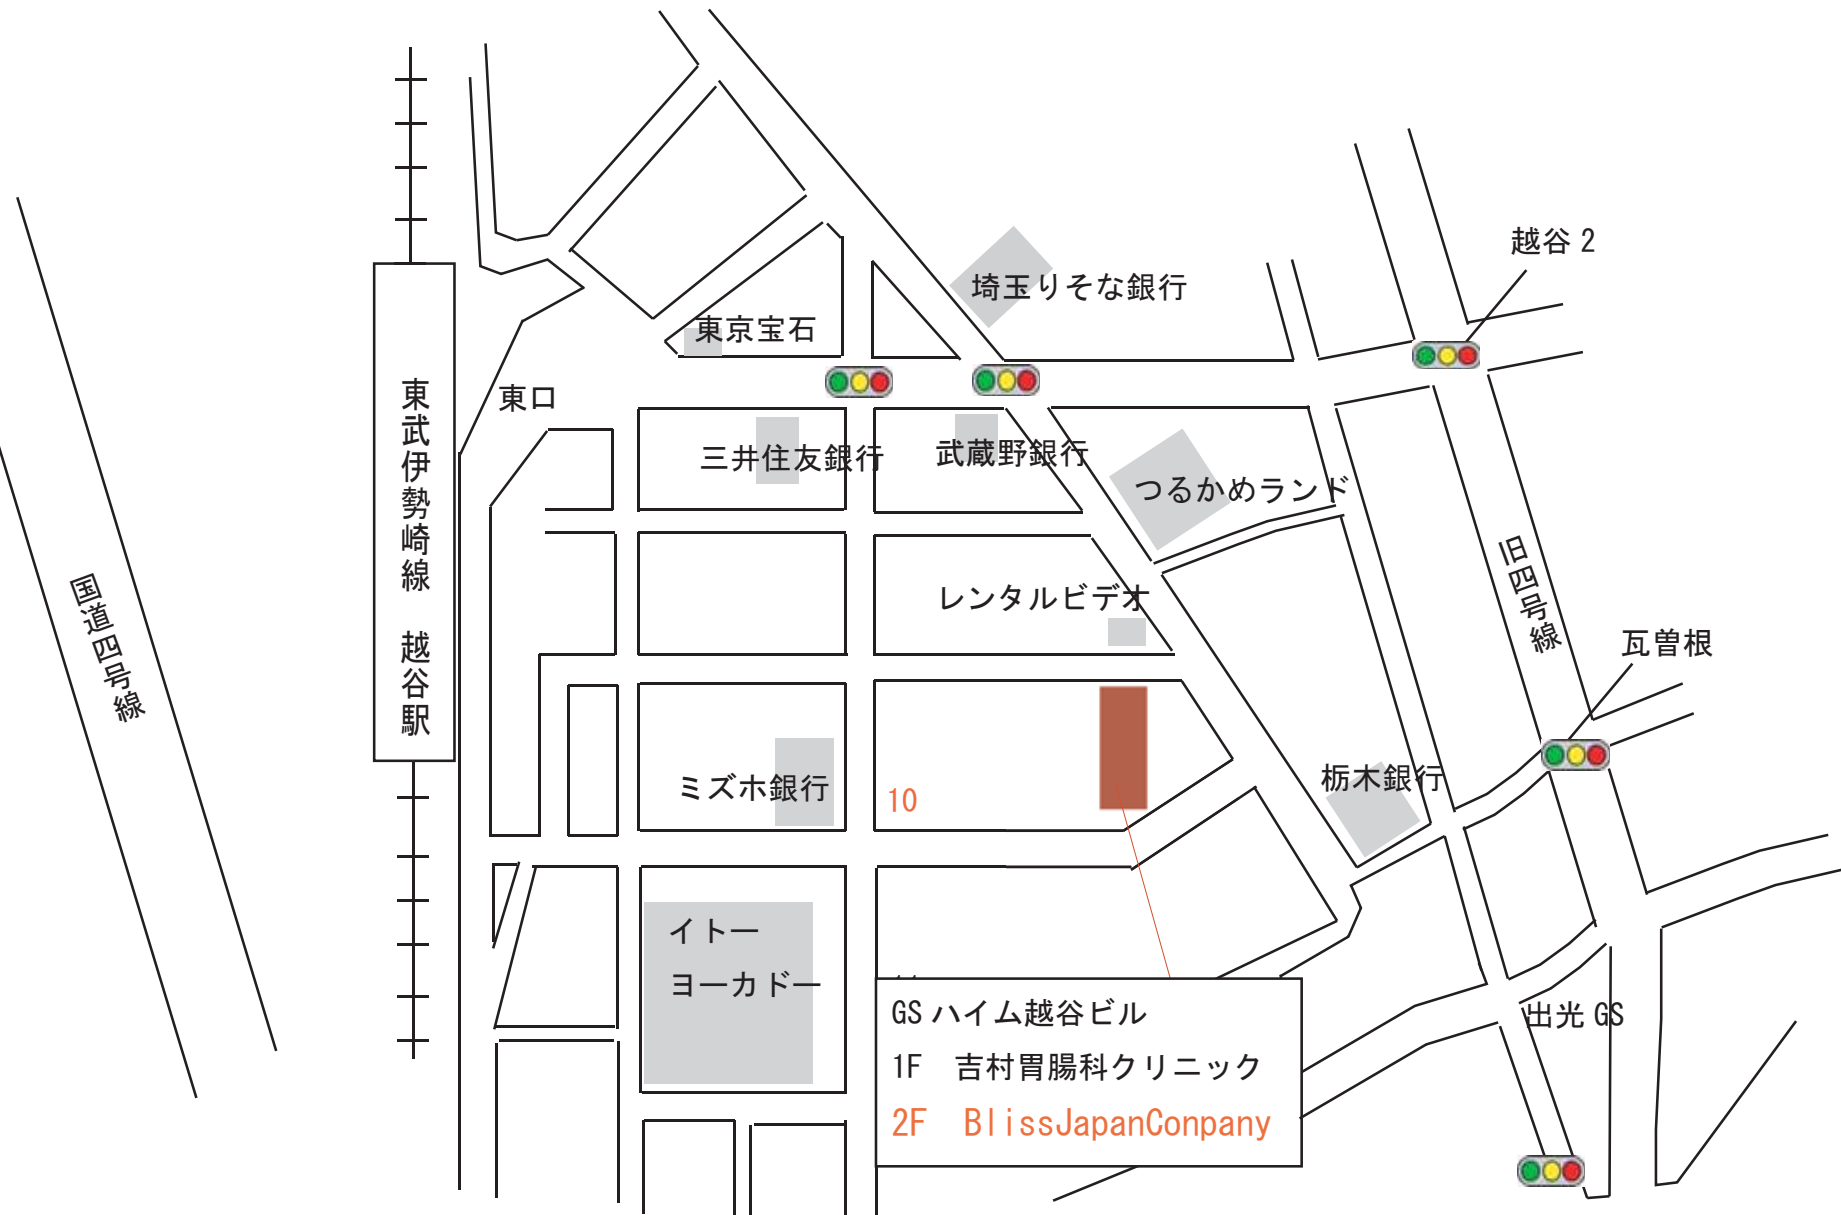 越谷 2
埼玉りそな銀行
東京宝石
東口
東武伊勢崎線　越谷駅
三井住友銀行
武蔵野銀行
つるかめランド
国道四号線
旧四号線
レンタルビデオ
瓦曽根
ミズホ銀行
10
栃木銀行
イトー
ヨーカドー
GS ハイム越谷ビル
1F　吉村胃腸科クリニック
2F　BlissJapanConpany
出光 GS